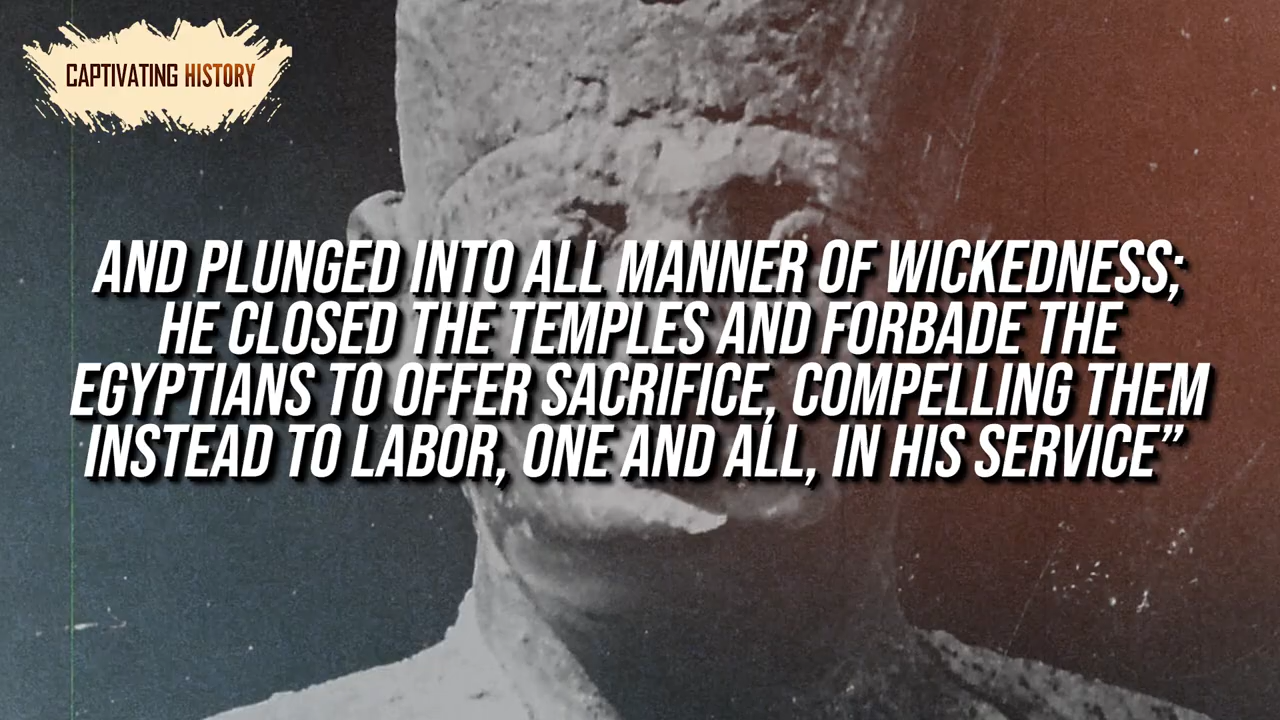 CAPTIVATING HISTORY
AND PLUNGED INTO ALL MANNER OF WICKEDNESS;
HE CLOSED THE TEMPLES AND FORBADE THE
EGYPTIANS TO OFFER SACRIFICE, COMPELLING THEM
INSTEAD TO LABOR, ONE AND ALL, IN HIS SERVICE”